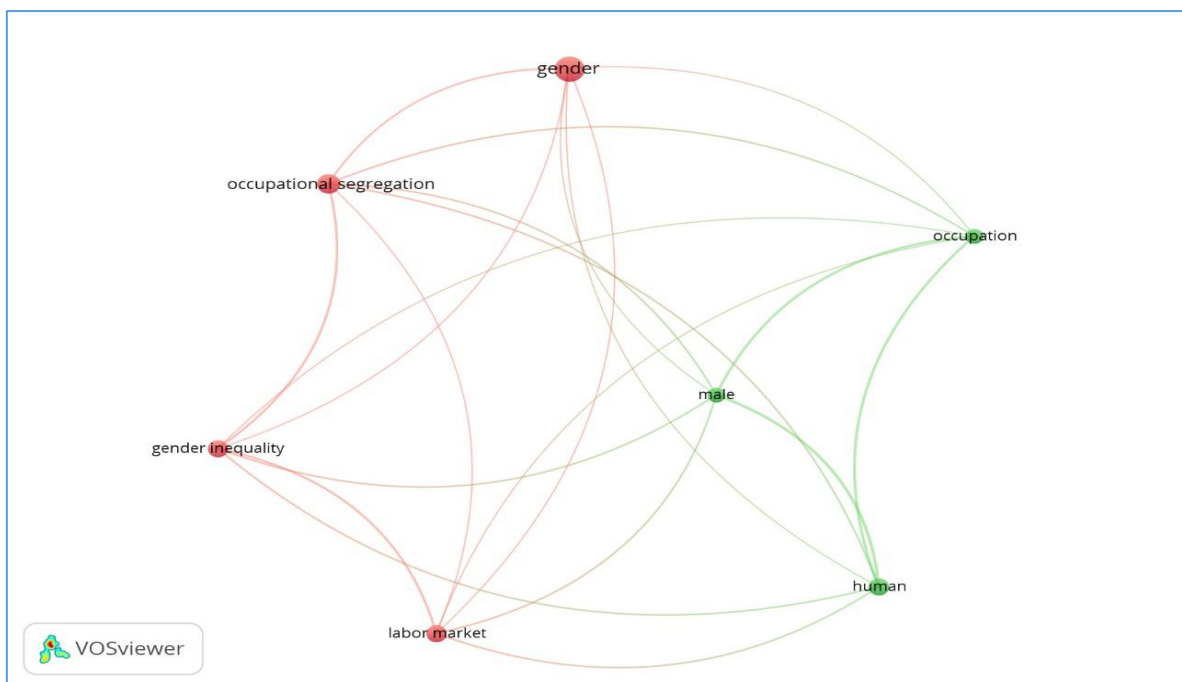 gender
occupational segregation
occupation
male
gender inequality
human
labor market
VOSviewer